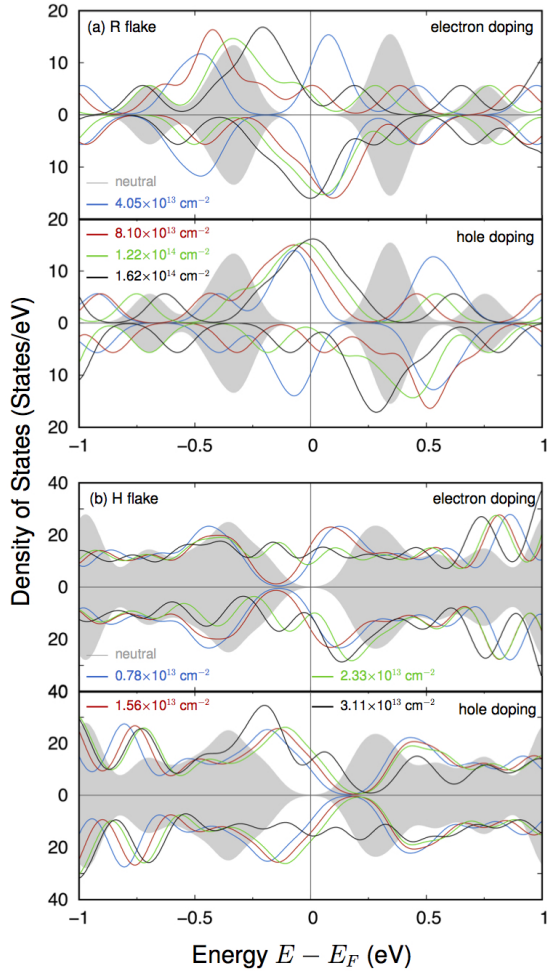 20
(a) R flake electron doping
10
0
10
neutral
4.05×10¹³ cm⁻²
20
8.10×10¹³ cm⁻² hole doping
1.22×10¹⁴ cm⁻²
1.62×10¹⁴ cm⁻²
10
0
10
20
−1 −0.5 0 0.5 1
Density of States (States/eV)
40
(b) H flake electron doping
20
0
20
neutral
0.78×10¹³ cm⁻² 2.33×10¹³ cm⁻²
40
1.56×10¹³ cm⁻² 3.11×10¹³ cm⁻² hole doping
20
0
20
40
−1 −0.5 0 0.5 1
Energy E − E_F (eV)